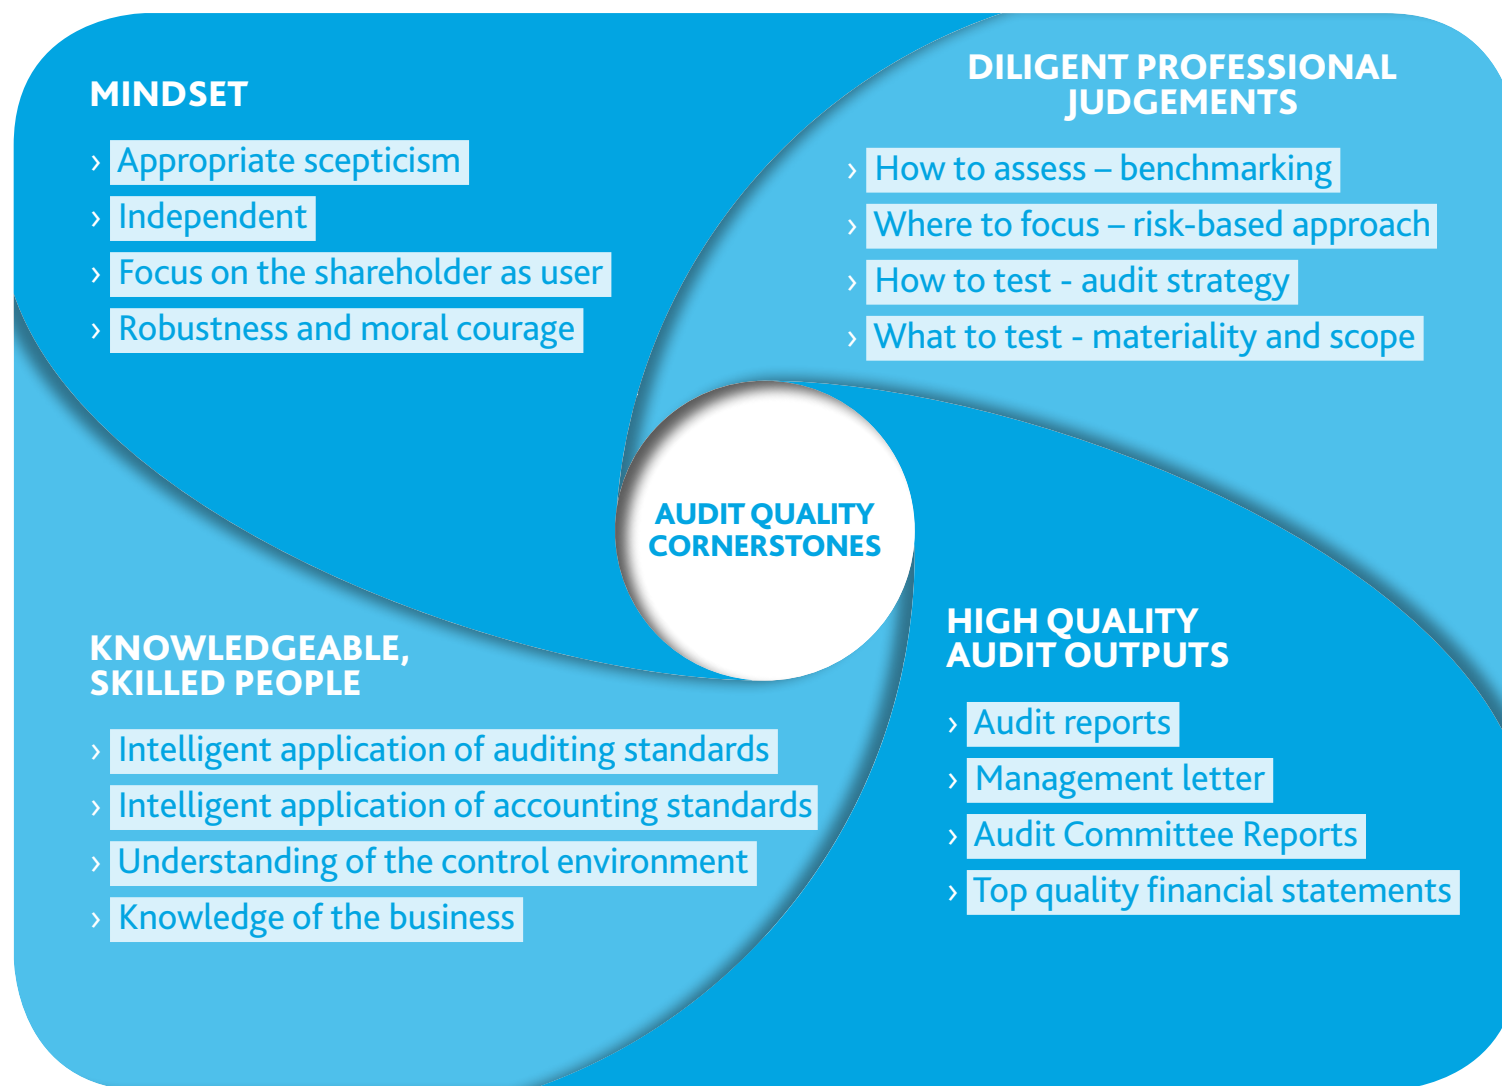 MINDSET
› Appropriate scepticism
› Independent
› Focus on the shareholder as user
› Robustness and moral courage
DILIGENT PROFESSIONAL
JUDGEMENTS
› How to assess – benchmarking
› Where to focus – risk-based approach
› How to test - audit strategy
› What to test - materiality and scope
AUDIT QUALITY
CORNERSTONES
KNOWLEDGEABLE,
SKILLED PEOPLE
› Intelligent application of auditing standards
› Intelligent application of accounting standards
› Understanding of the control environment
› Knowledge of the business
HIGH QUALITY
AUDIT OUTPUTS
› Audit reports
› Management letter
› Audit Committee Reports
› Top quality financial statements